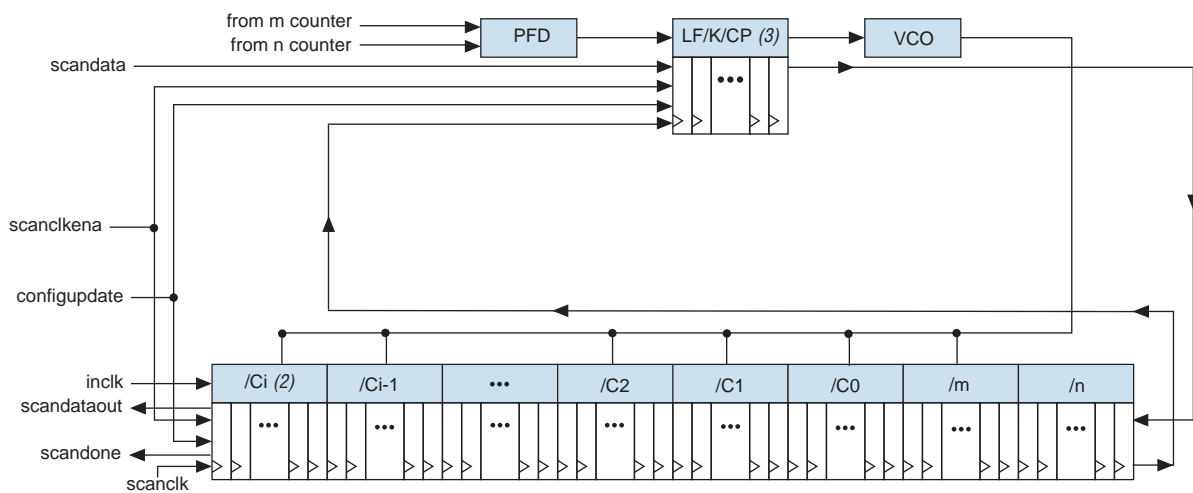 from m counter
from n counter
PFD
LF/K/CP (3)
VCO
scandata
•••
scanclkena
configupdate
inclk
/Ci (2)
/Ci-1
•••
/C2
/C1
/C0
/m
/n
scandataout
••• ••• ••• ••• ••• ••• ••• •••
scandone
scanclk